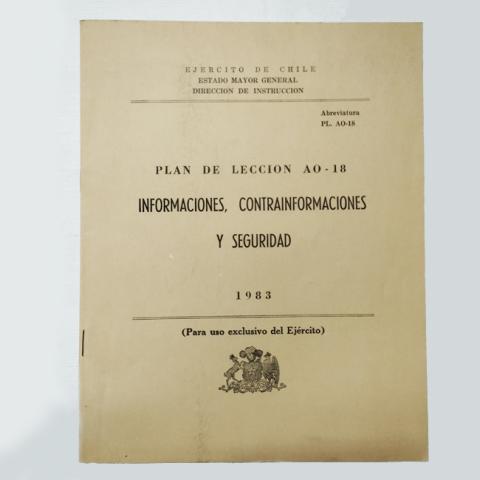 EJERCITO DE CHILE
ESTADO MAYOR GENERAL
DIRECCION DE INSTRUCCION
Abreviatura
PL. AO-18
PLAN DE LECCION AO-18
INFORMACIONES, CONTRAINFORMACIONES
Y SEGURIDAD
1983
(Para uso exclusivo del Ejército)